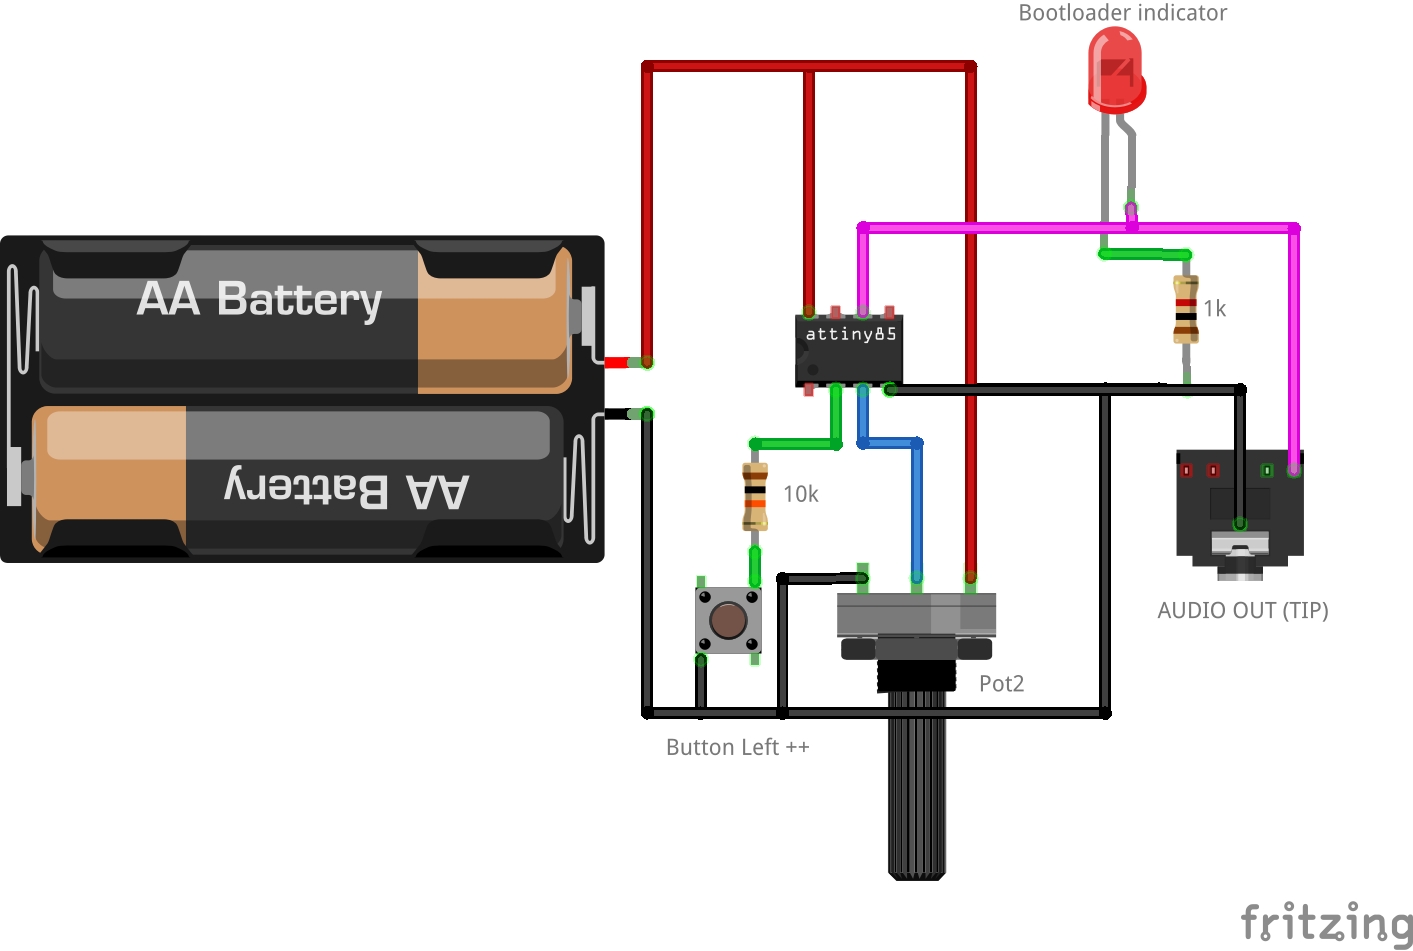 Bootloader indicator
AA Battery
attiny85
1k
AA Battery
10k
AUDIO OUT (TIP)
Pot2
Button Left ++
fritzing